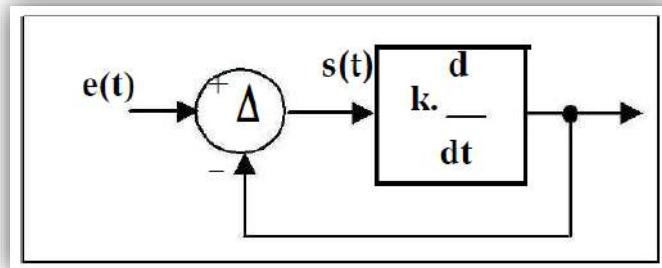 e(t)
+
Δ
−
s(t)
k. d
dt